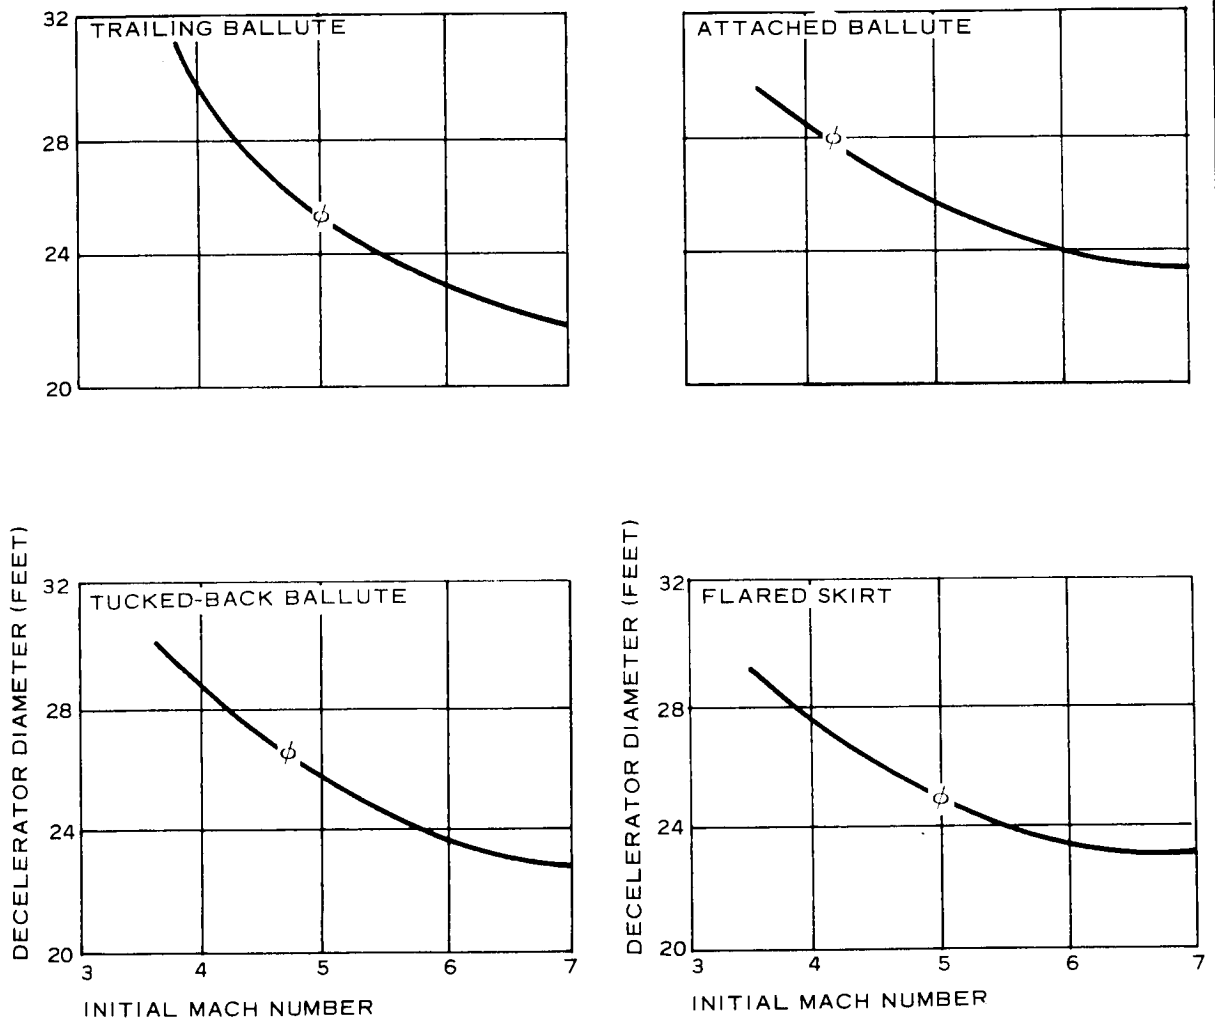 32
TRAILING BALLUTE
28
ϕ
24
20
ATTACHED BALLUTE
ϕ
DECELERATOR DIAMETER (FEET)
32
TUCKED-BACK BALLUTE
28
ϕ
24
20
3 4 5 6 7
INITIAL MACH NUMBER
DECELERATOR DIAMETER (FEET)
32
FLARED SKIRT
28
ϕ
24
20
3 4 5 6 7
INITIAL MACH NUMBER